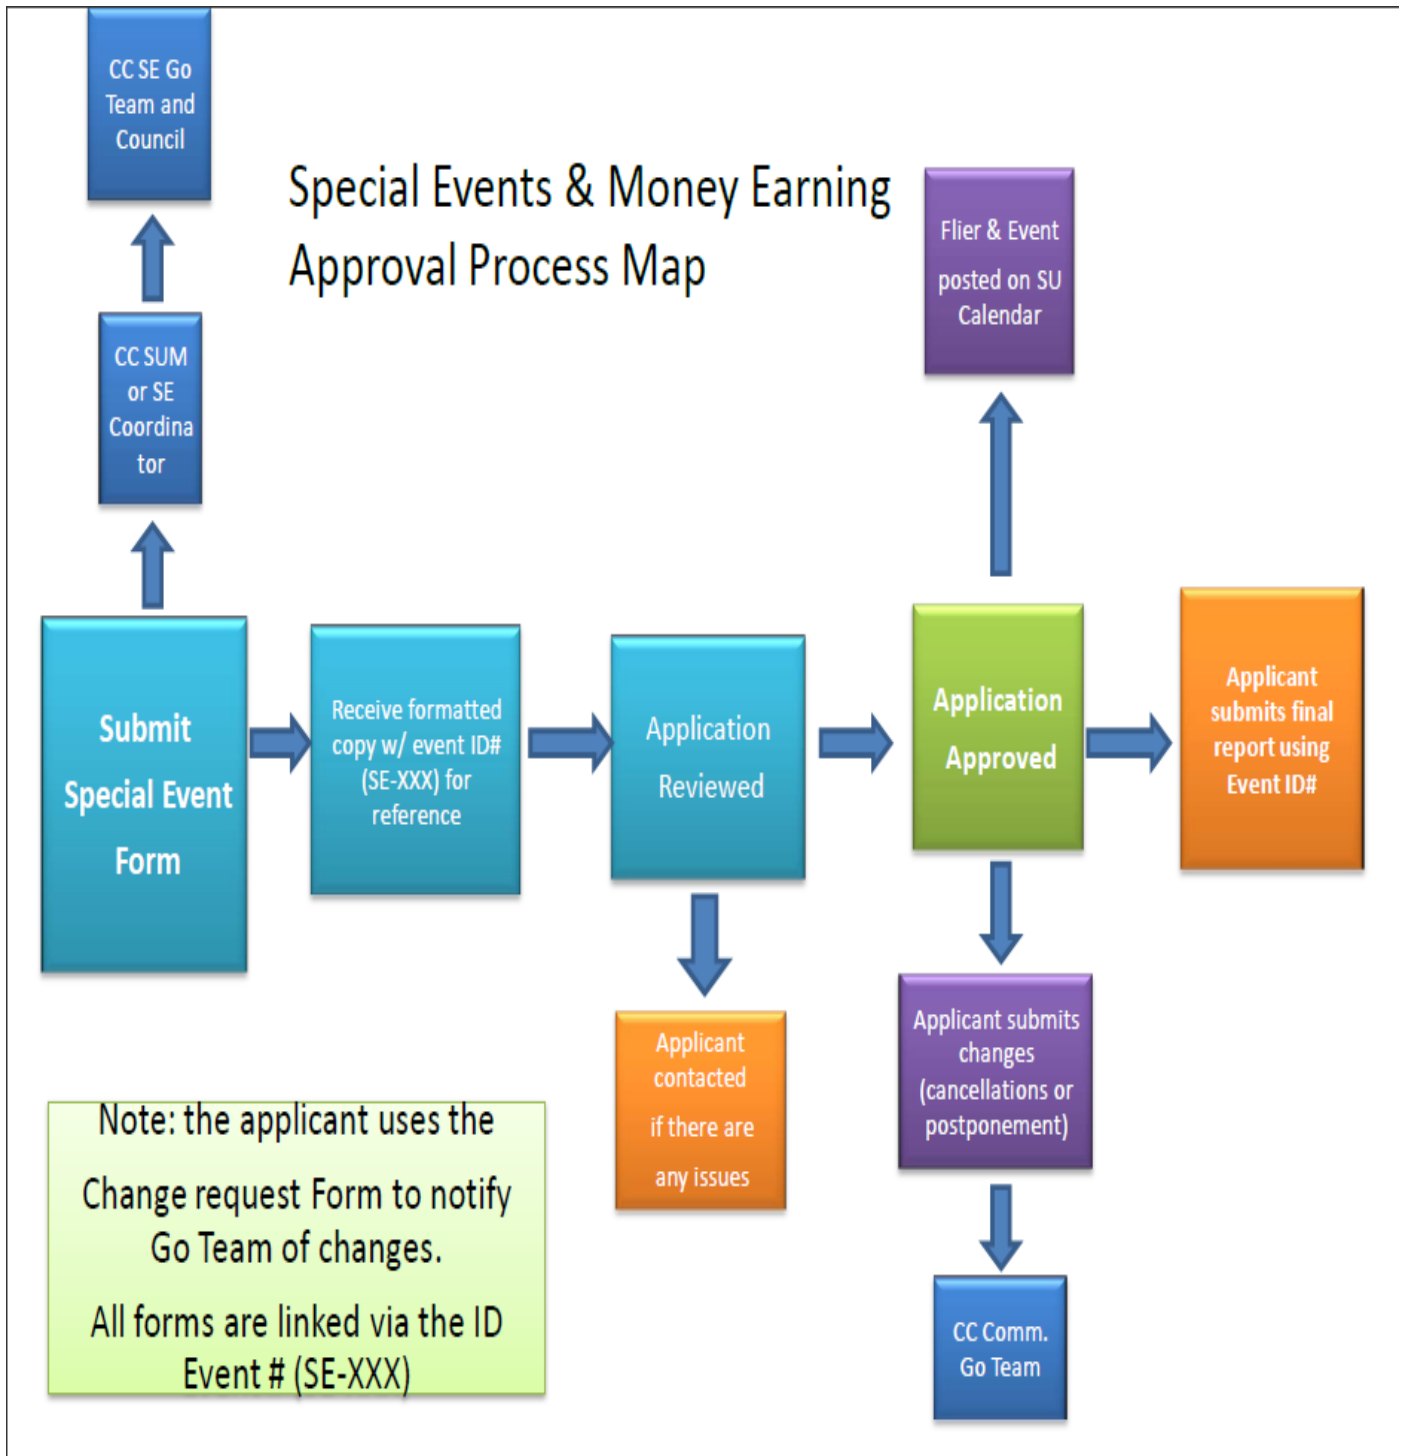 CC SE Go
Team and
Council
Special Events & Money Earning
Approval Process Map
Flier & Event
posted on SU
Calendar
CC SUM
or SE
Coordina
tor
Submit
Special Event
Form
Receive formatted
copy w/ event ID#
(SE-XXX) for
reference
Application
Reviewed
Application
Approved
Applicant
submits final
report using
Event ID#
Applicant
contacted
if there are
any issues
Applicant submits
changes
(cancellations or
postponement)
CC Comm.
Go Team
Note: the applicant uses the
Change request Form to notify
Go Team of changes.
All forms are linked via the ID
Event # (SE-XXX)